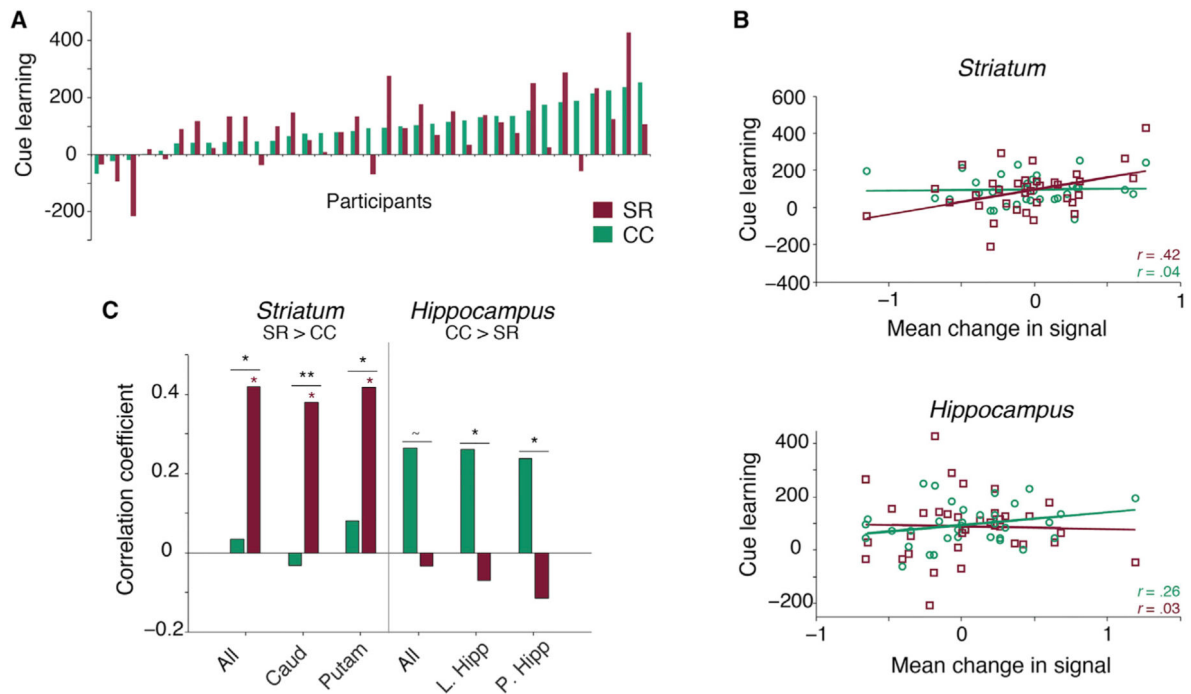 A
Cue learning
400
200
0
−200
Participants
SR
CC
B
Striatum
Cue learning
600
400
200
0
−200
−400
−1
0
1
r = .42
r = .04
Mean change in signal
C
Striatum
SR > CC
Hippocampus
CC > SR
Correlation coefficient
0.4
0.2
0
−0.2
* * ** * * * ~ * *
All
Caud
Putam
All
L. Hipp
P. Hipp
Hippocampus
Cue learning
400
200
0
−200
−1
0
1
r = .26
r = .03
Mean change in signal